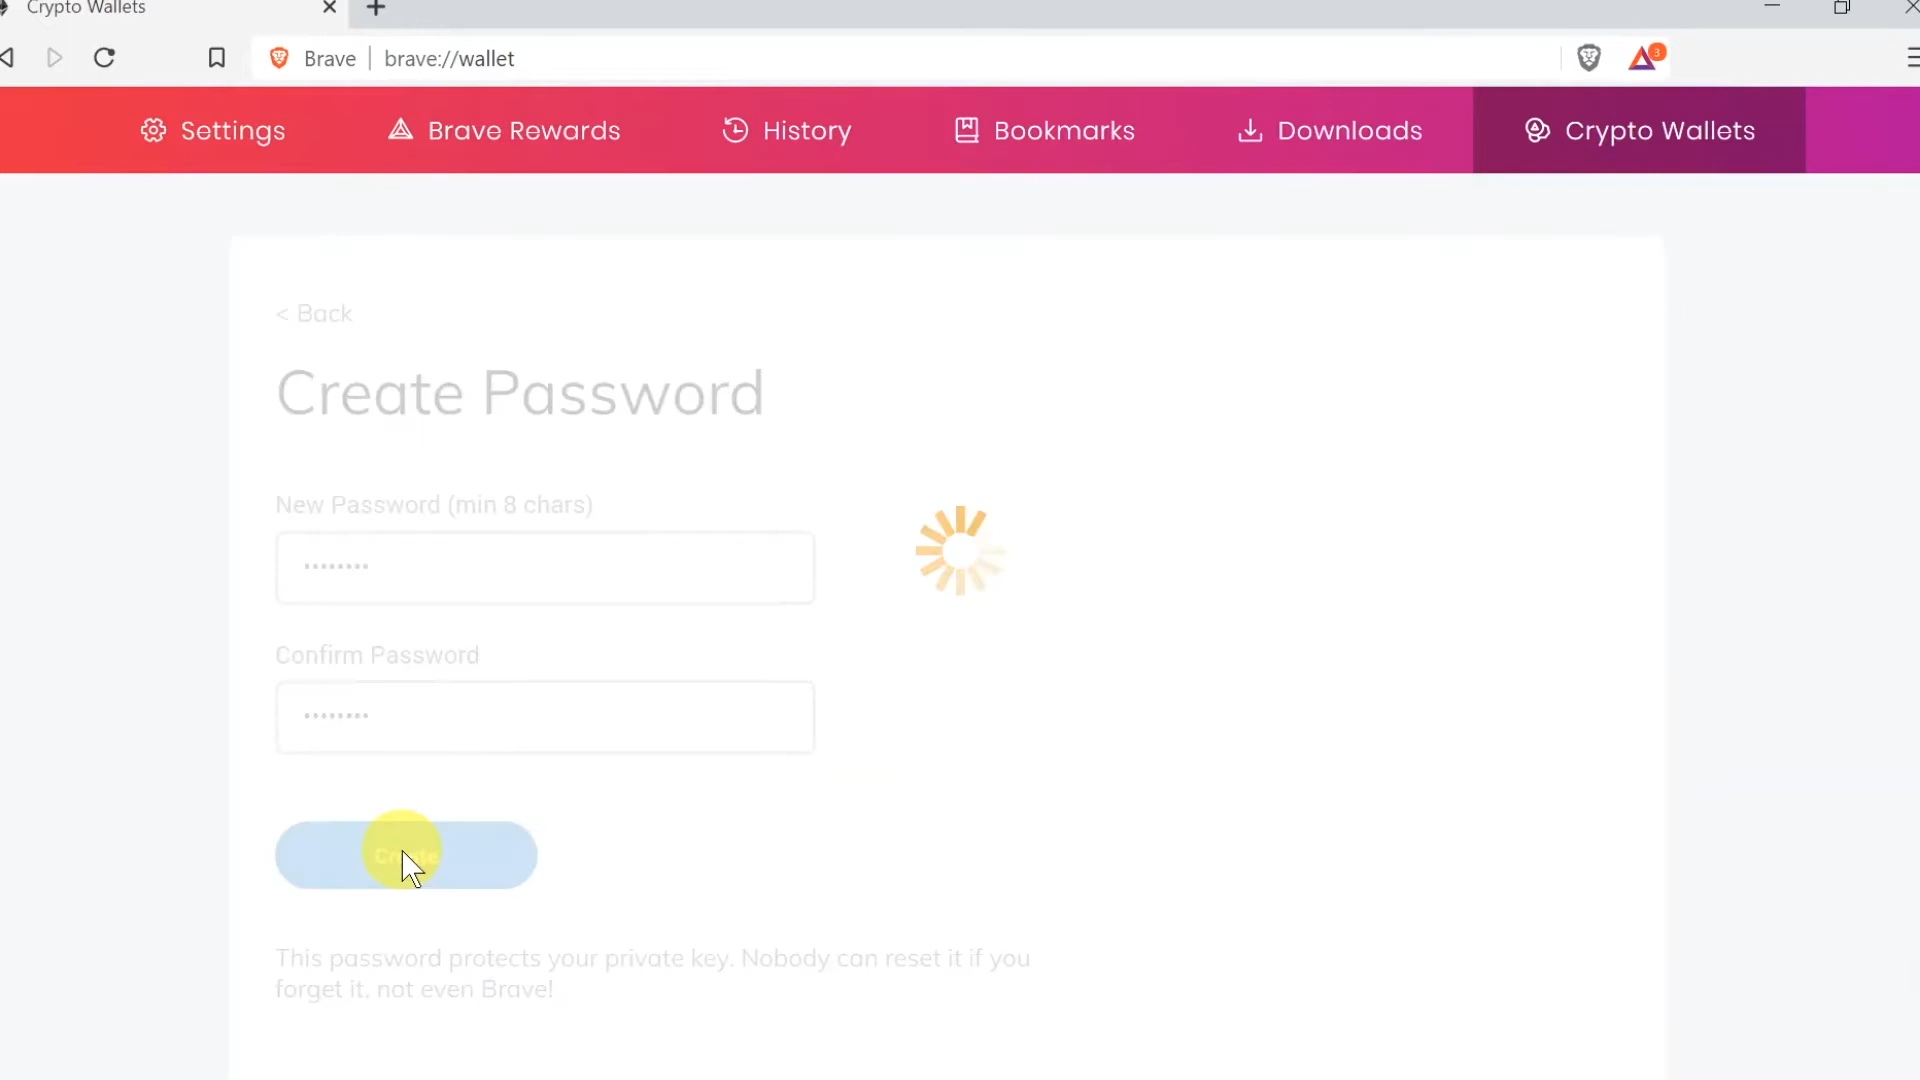 Crypto Wallets
Brave | brave://wallet
3
Settings
Brave Rewards
History
Bookmarks
Downloads
Crypto Wallets
< Back
Create Password
New Password (min 8 chars)
••••••••
Confirm Password
••••••••
Create
This password protects your private key. Nobody can reset it if you
forget it, not even Brave!